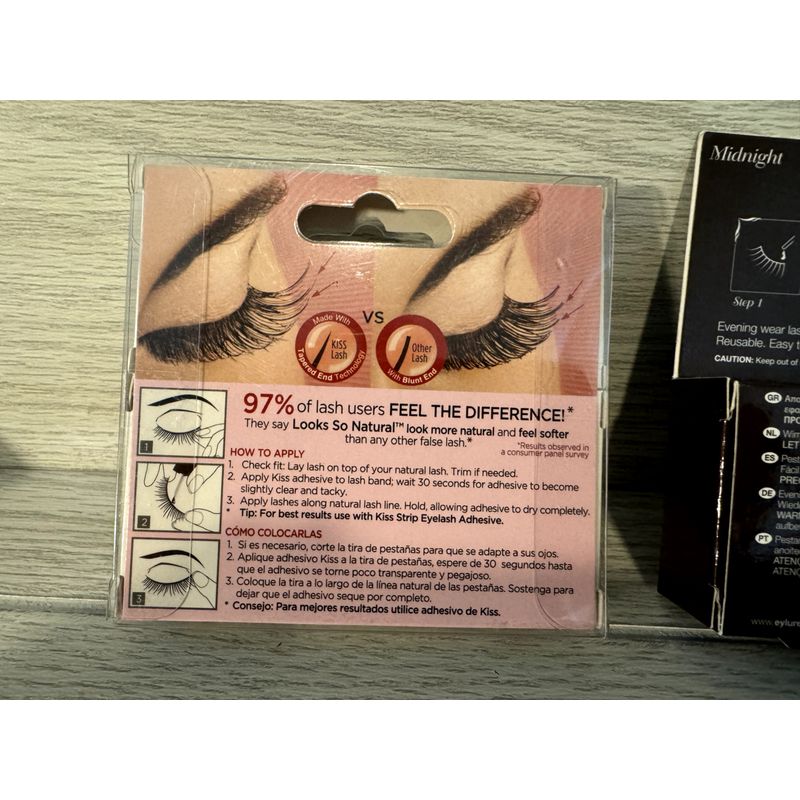 Made With
KISS
Lash
Tapered End Technology
VS
Other
Lash
With Blunt End
97% of lash users FEEL THE DIFFERENCE!*
They say Looks So Natural™ look more natural and feel softer
than any other false lash.*
*Results observed in
a consumer panel survey
HOW TO APPLY
1. Check fit: Lay lash on top of your natural lash. Trim if needed.
2. Apply Kiss adhesive to lash band; wait 30 seconds for adhesive to become
slightly clear and tacky.
3. Apply lashes along natural lash line. Hold, allowing adhesive to dry completely.
* Tip: For best results use with Kiss Strip Eyelash Adhesive.
CÓMO COLOCARLAS
1. Si es necesario, corte la tira de pestañas para que se adapte a sus ojos.
2. Aplique adhesivo Kiss a la tira de pestañas, espere de 30 segundos hasta
que el adhesivo se torne poco transparente y pegajoso.
3. Coloque la tira a lo largo de la línea natural de las pestañas. Sostenga para
dejar que el adhesivo seque por completo.
* Consejo: Para mejores resultados utilice adhesivo de Kiss.
1
2
3
Midnight
Step 1
Evening wear
Reusable. Easy
CAUTION: Keep out of
GR
NL
LET
ES
DE
PT
ATEN